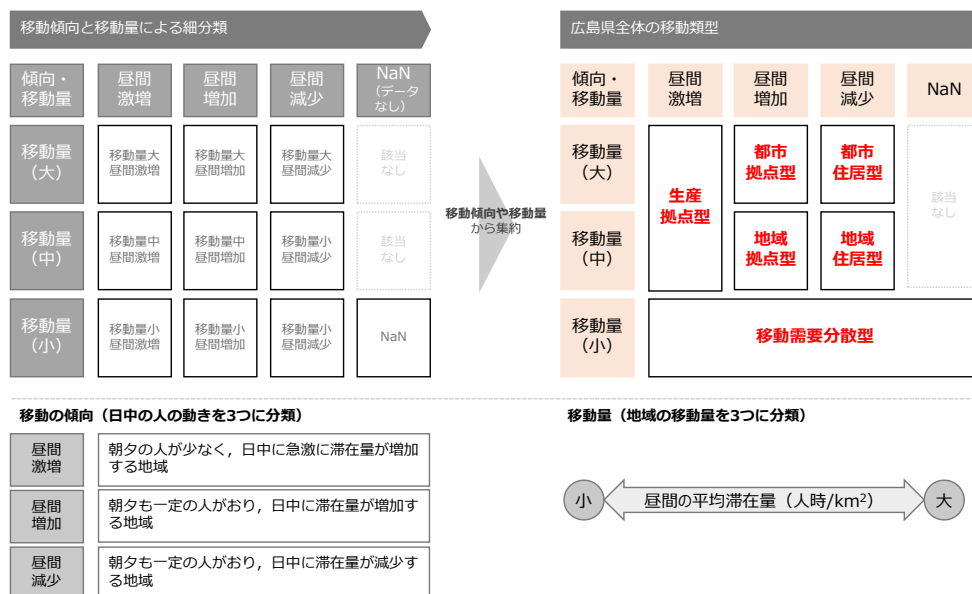 移動傾向と移動量による細分類
傾向・
移動量
昼間
激増
昼間
増加
昼間
減少
NaN
（データ
なし）
移動量
（大）
移動量大
昼間激増
移動量大
昼間増加
移動量大
昼間減少
該当
なし
移動量
（中）
移動量中
昼間激増
移動量中
昼間増加
移動量小
昼間減少
該当
なし
移動量
（小）
移動量小
昼間激増
移動量小
昼間増加
移動量小
昼間減少
NaN
移動傾向や移動量
から集約
広島県全体の移動類型
傾向・
移動量
昼間
激増
昼間
増加
昼間
減少
NaN
移動量
（大）
生産
拠点型
都市
拠点型
都市
住居型
該当
なし
移動量
（中）
地域
拠点型
地域
住居型
移動量
（小）
移動需要分散型
移動の傾向（日中の人の動きを3つに分類）
昼間
激増
朝夕の人が少なく，日中に急激に滞在量が増加
する地域
昼間
増加
朝夕も一定の人がおり，日中に滞在量が増加す
る地域
昼間
減少
朝夕も一定の人がおり，日中に滞在量が減少す
る地域
移動量（地域の移動量を3つに分類）
小
昼間の平均滞在量（人時/km²）
大